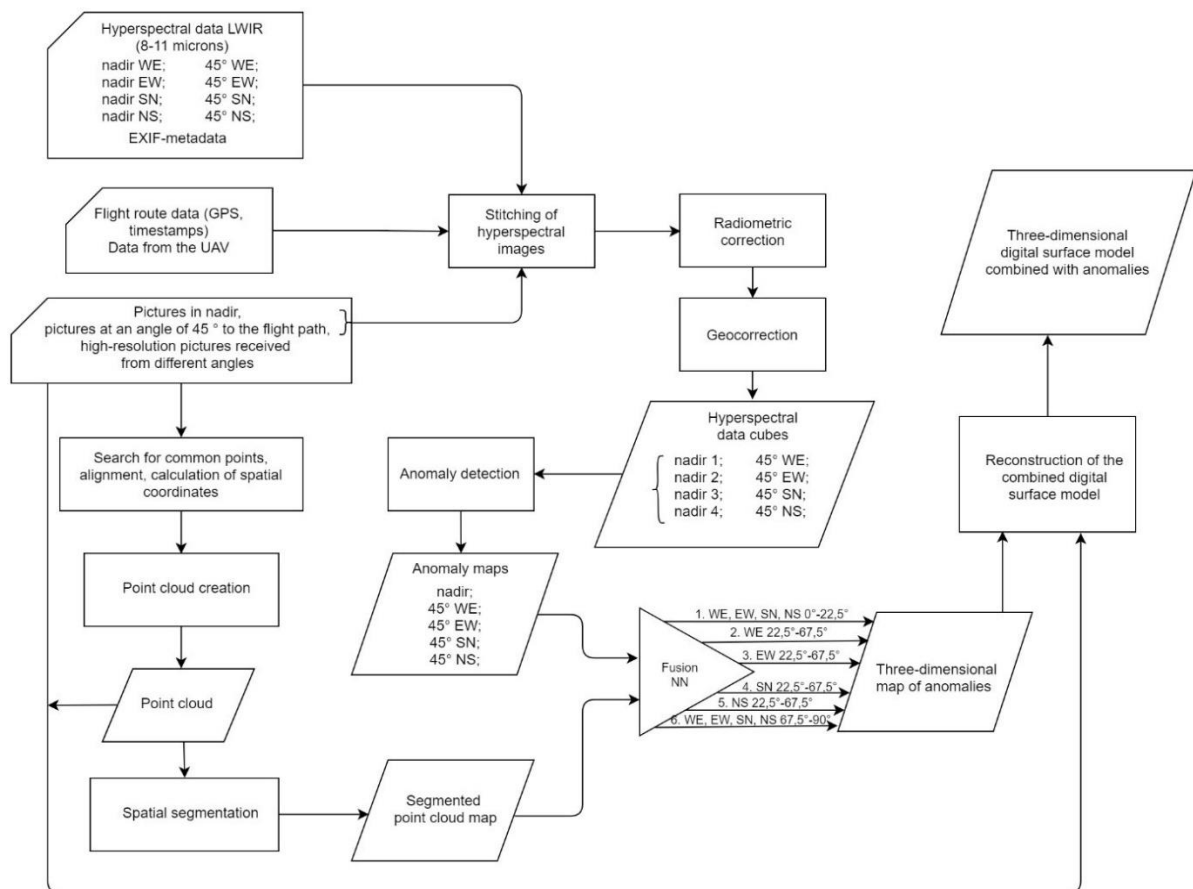 Hyperspectral data LWIR
(8-11 microns)
nadir WE; 45° WE;
nadir EW; 45° EW;
nadir SN; 45° SN;
nadir NS; 45° NS;
EXIF-metadata
Flight route data (GPS,
timestamps)
Data from the UAV
Stitching of
hyperspectral
images
Radiometric
correction
Three-dimensional
digital surface model
combined with anomalies
Pictures in nadir,
pictures at an angle of 45 ° to the flight path,
high-resolution pictures received
from different angles
Geocorrection
Hyperspectral
data cubes
nadir 1; 45° WE;
nadir 2; 45° EW;
nadir 3; 45° SN;
nadir 4; 45° NS;
Search for common points,
alignment, calculation of spatial
coordinates
Anomaly detection
Reconstruction of the
combined digital
surface model
Point cloud creation
Anomaly maps
nadir;
45° WE;
45° EW;
45° SN;
45° NS;
Fusion
NN
1. WE, EW, SN, NS 0°-22,5°
2. WE 22,5°-67,5°
3. EW 22,5°-67,5°
4. SN 22,5°-67,5°
5. NS 22,5°-67,5°
6. WE, EW, SN, NS 67,5°-90°
Three-dimensional
map of anomalies
Point cloud
Spatial segmentation
Segmented
point cloud map